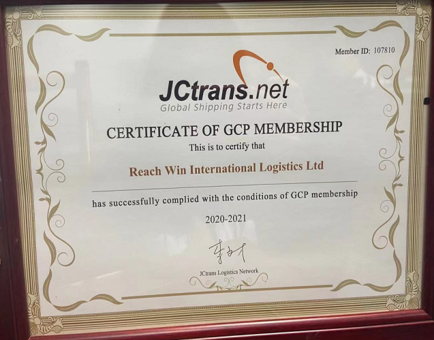 Member ID: 107810
JCtrans.net
Global Shipping Starts Here
CERTIFICATE OF GCP MEMBERSHIP
This is to certify that
Reach Win International Logistics Ltd
has successfully complied with the conditions of GCP membership
2020-2021
JCtrans Logistics Network